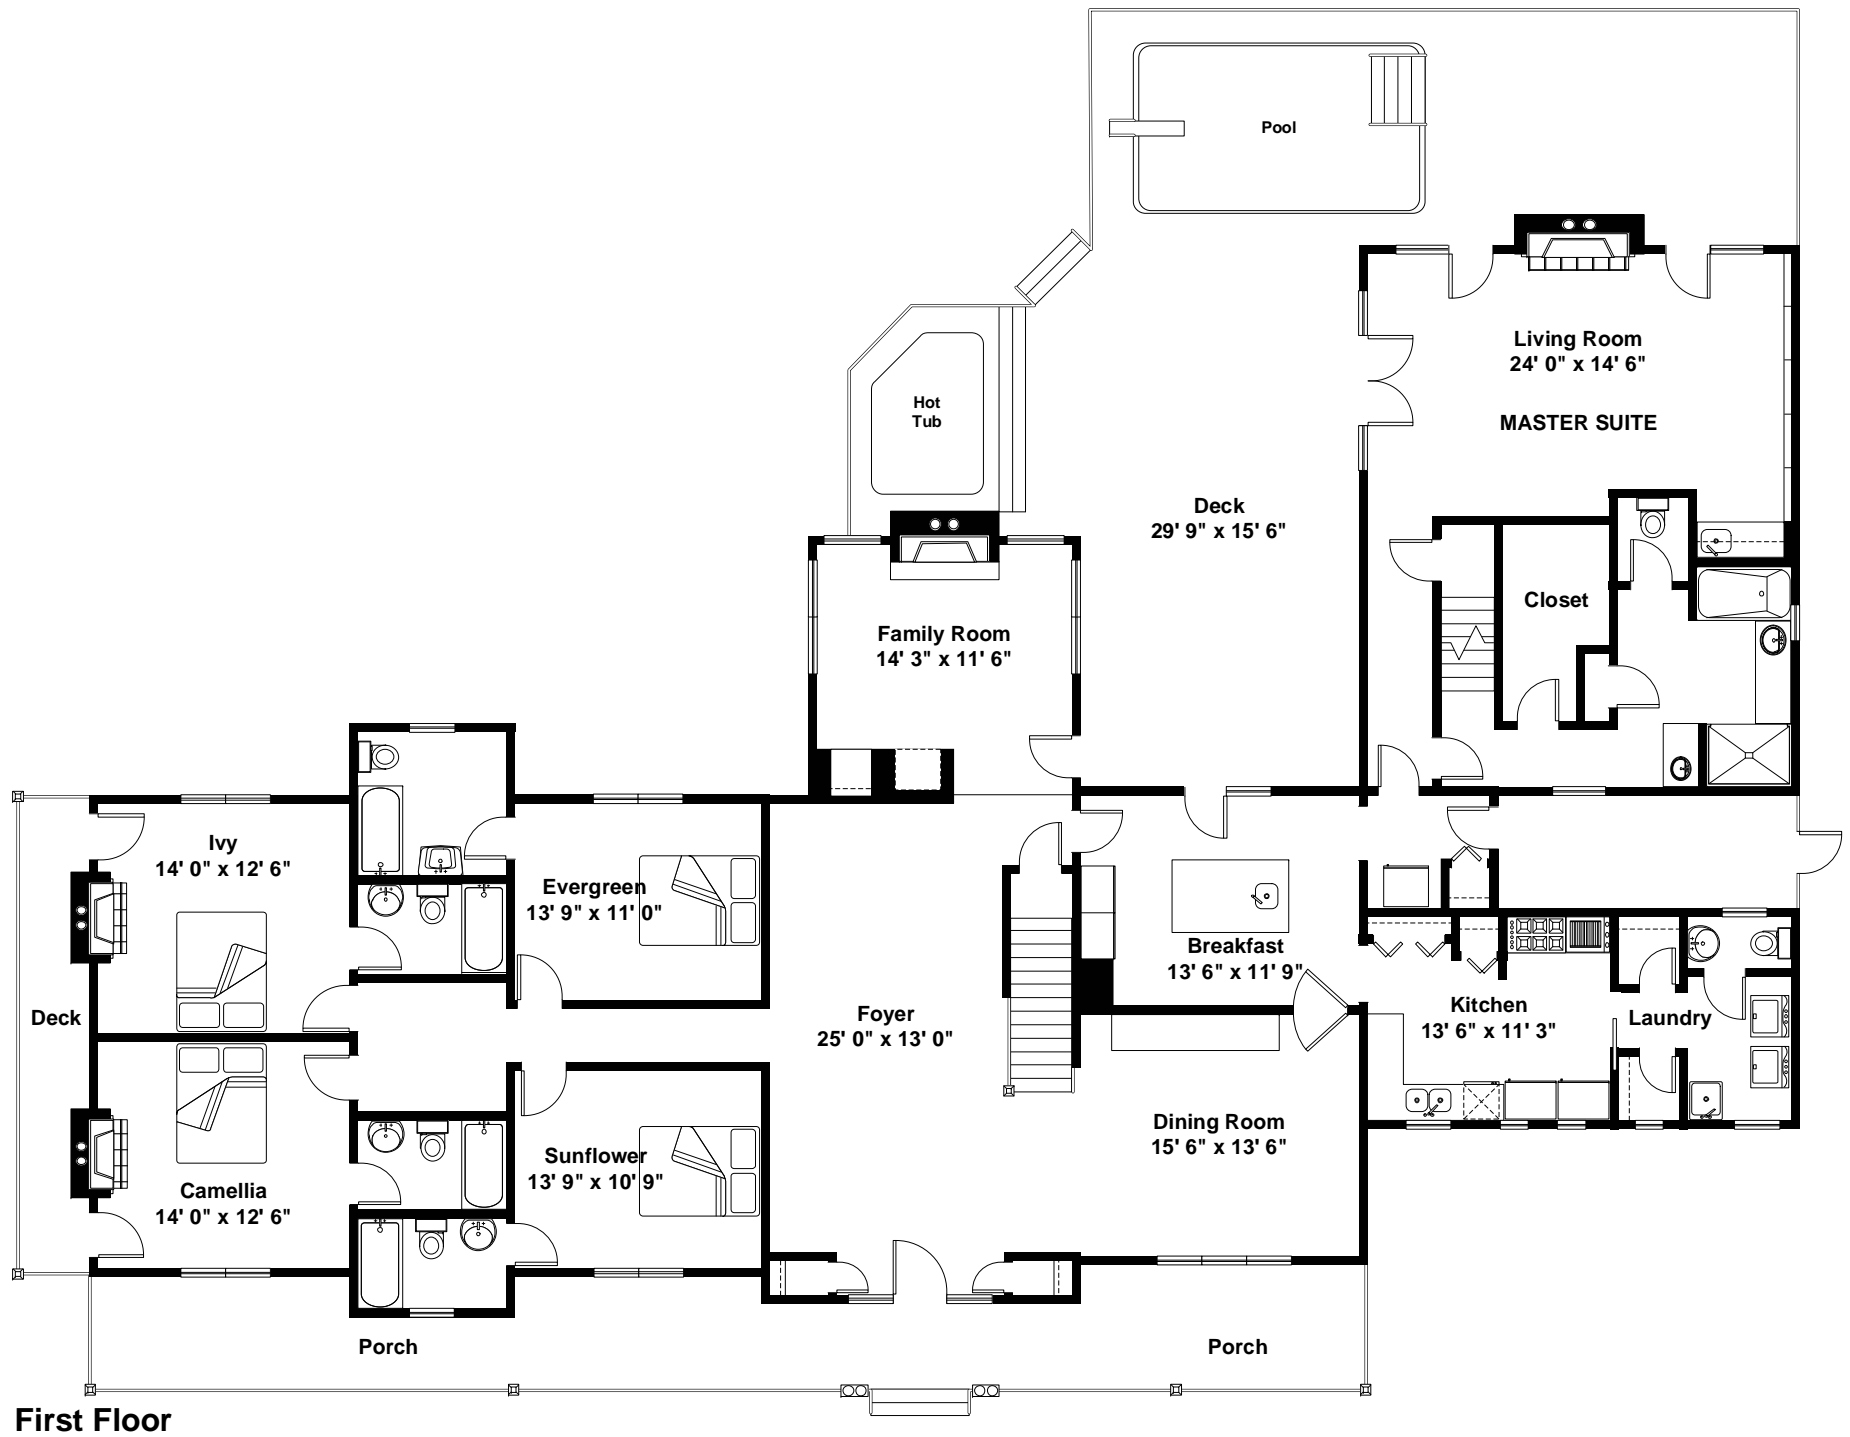 Pool
Living Room
24' 0" x 14' 6"
MASTER SUITE
Hot
Tub
Deck
29' 9" x 15' 6"
Closet
Family Room
14' 3" x 11' 6"
Ivy
14' 0" x 12' 6"
Evergreen
13' 9" x 11' 0"
Breakfast
13' 6" x 11' 9"
Kitchen
13' 6" x 11' 3"
Laundry
Deck
Foyer
25' 0" x 13' 0"
Dining Room
15' 6" x 13' 6"
Sunflower
13' 9" x 10' 9"
Camellia
14' 0" x 12' 6"
Porch
Porch
First Floor